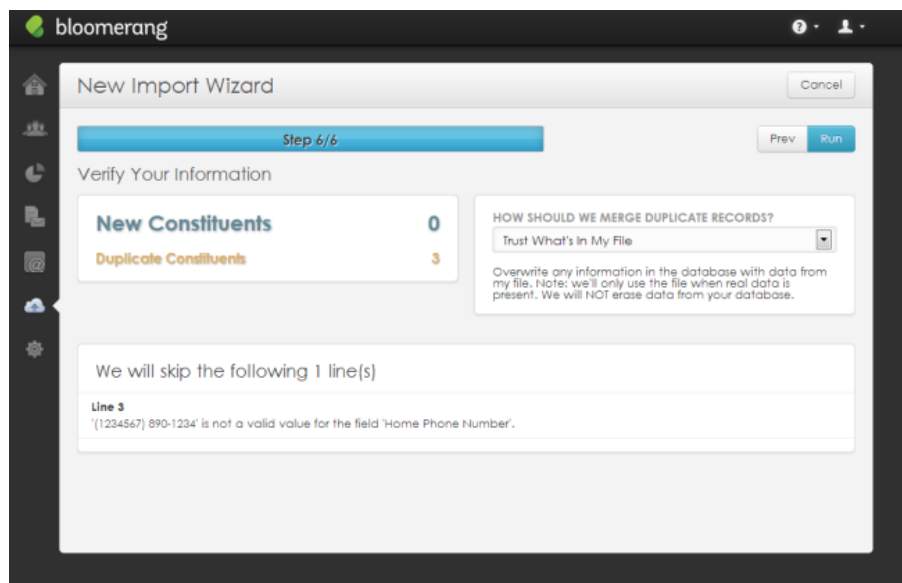 bloomerang
New Import Wizard
Cancel
Step 6/6
Prev
Run
Verify Your Information
New Constituents 0
Duplicate Constituents 3
HOW SHOULD WE MERGE DUPLICATE RECORDS?
Trust What's In My File
Overwrite any information in the database with data from
my file. Note: we'll only use the file when real data is
present. We will NOT erase data from your database.
We will skip the following 1 line(s)
Line 3
'(1234567) 890-1234' is not a valid value for the field 'Home Phone Number'.